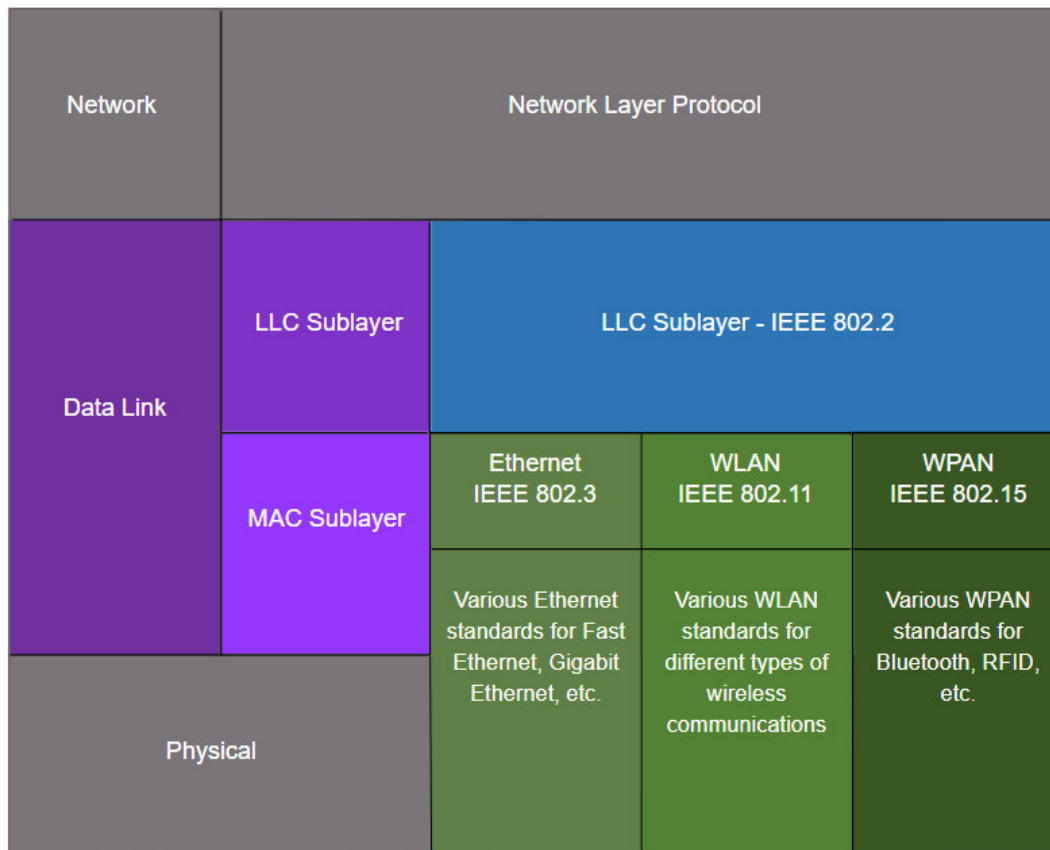 Network
Network Layer Protocol
Data Link
LLC Sublayer
LLC Sublayer - IEEE 802.2
MAC Sublayer
Ethernet
IEEE 802.3
WLAN
IEEE 802.11
WPAN
IEEE 802.15
Various Ethernet
standards for Fast
Ethernet, Gigabit
Ethernet, etc.
Various WLAN
standards for
different types of
wireless
communications
Various WPAN
standards for
Bluetooth, RFID,
etc.
Physical